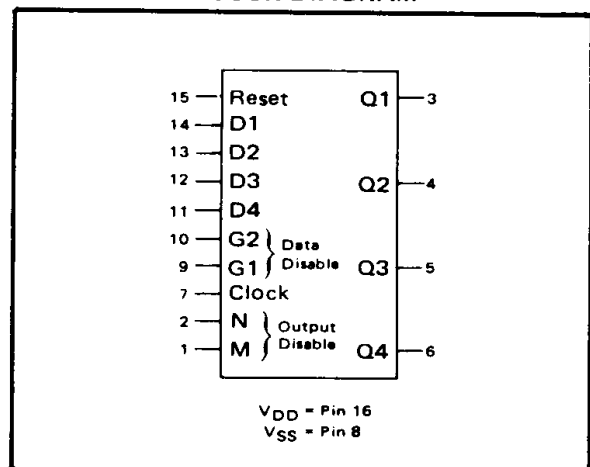 15 Reset Q1 3
14 D1
13 D2
12 D3 Q2 4
11 D4
10 G2 Data
9 G1 Disable Q3 5
7 Clock
2 N Output
1 M Disable Q4 6
VDD = Pin 16
VSS = Pin 8